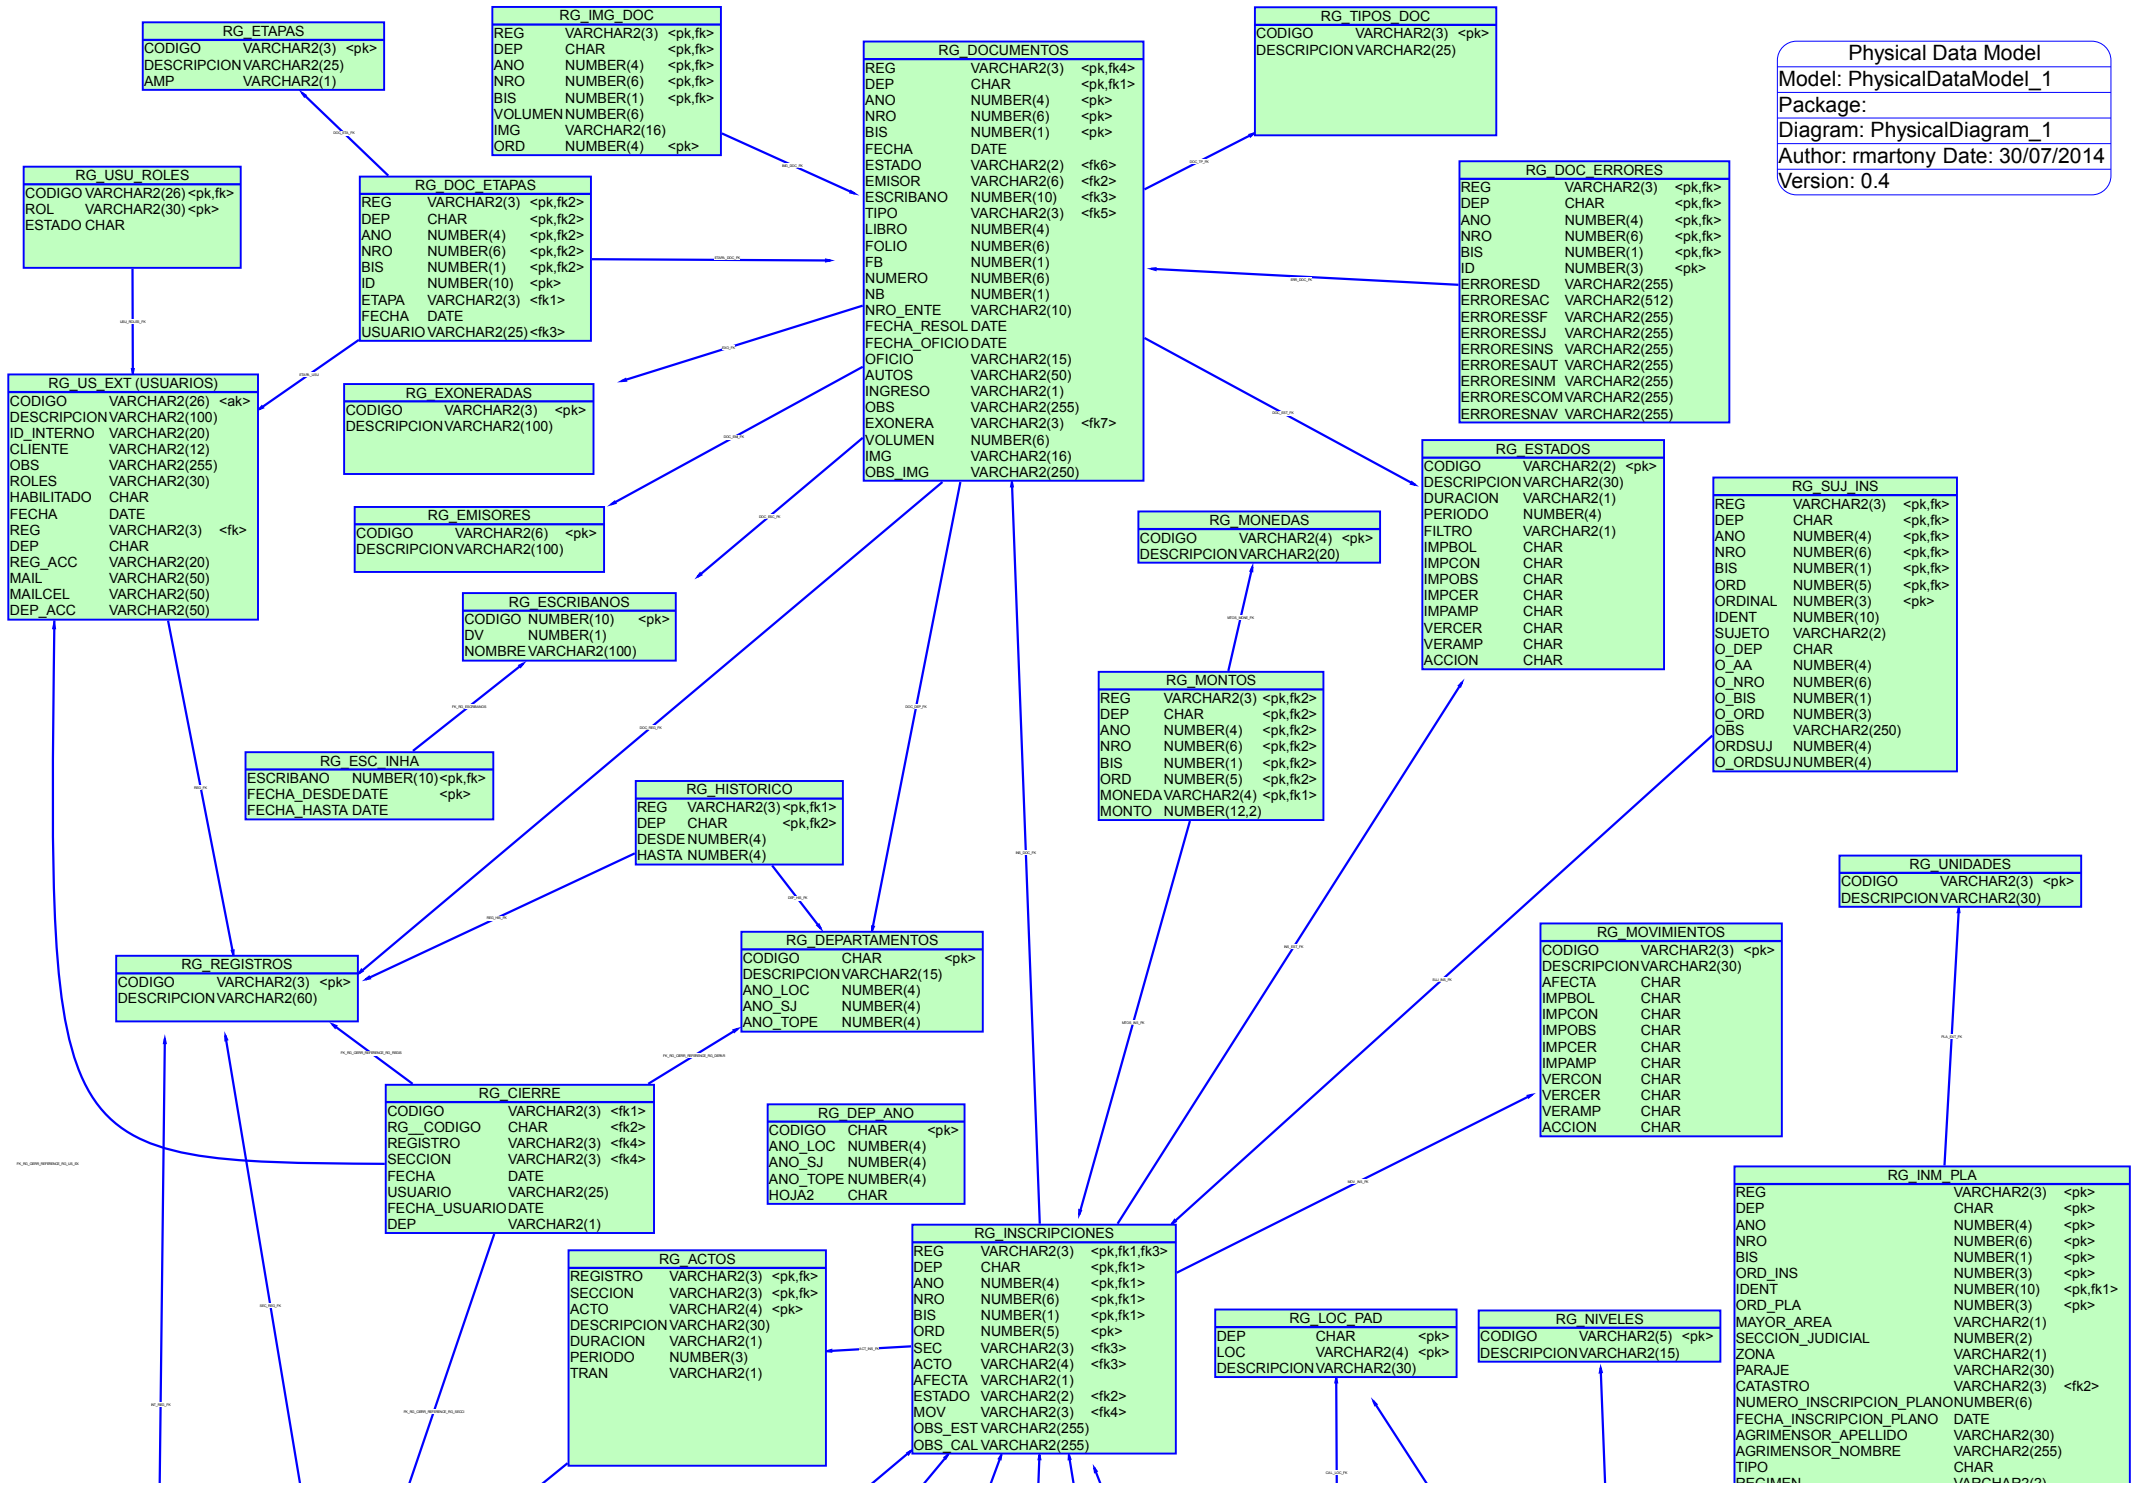 RG_ETAPAS
CODIGO VARCHAR2(3) <pk>
DESCRIPCION VARCHAR2(25)
AMP VARCHAR2(1)
RG_IMG_DOC
REG VARCHAR2(3) <pk,fk>
DEP CHAR <pk,fk>
ANO NUMBER(4) <pk,fk>
NRO NUMBER(6) <pk,fk>
BIS NUMBER(1) <pk,fk>
VOLUMEN NUMBER(6)
IMG VARCHAR2(16)
ORD NUMBER(4) <pk>
RG_DOCUMENTOS
REG VARCHAR2(3) <pk,fk4>
DEP CHAR <pk,fk1>
ANO NUMBER(4) <pk>
NRO NUMBER(6) <pk>
BIS NUMBER(1) <pk>
FECHA DATE
ESTADO VARCHAR2(2) <fk6>
EMISOR VARCHAR2(6) <fk2>
ESCRIBANO NUMBER(10) <fk3>
TIPO VARCHAR2(3) <fk5>
LIBRO NUMBER(4)
FOLIO NUMBER(6)
FB NUMBER(1)
NUMERO NUMBER(6)
NB NUMBER(1)
NRO_ENTE VARCHAR2(10)
FECHA_RESOL DATE
FECHA_OFICIO DATE
OFICIO VARCHAR2(15)
AUTOS VARCHAR2(50)
INGRESO VARCHAR2(1)
OBS VARCHAR2(255)
EXONERA VARCHAR2(3) <fk7>
VOLUMEN NUMBER(6)
IMG VARCHAR2(16)
OBS_IMG VARCHAR2(250)
RG_TIPOS_DOC
CODIGO VARCHAR2(3) <pk>
DESCRIPCION VARCHAR2(25)
Physical Data Model
Model: PhysicalDataModel_1
Package:
Diagram: PhysicalDiagram_1
Author: rmartony Date: 30/07/2014
Version: 0.4
RG_USU_ROLES
CODIGO VARCHAR2(26) <pk,fk>
ROL VARCHAR2(30) <pk>
ESTADO CHAR
RG_DOC_ETAPAS
REG VARCHAR2(3) <pk,fk2>
DEP CHAR <pk,fk2>
ANO NUMBER(4) <pk,fk2>
NRO NUMBER(6) <pk,fk2>
BIS NUMBER(1) <pk,fk2>
ID NUMBER(10) <pk>
ETAPA VARCHAR2(3) <fk1>
FECHA DATE
USUARIO VARCHAR2(25) <fk3>
RG_DOC_ERRORES
REG VARCHAR2(3) <pk,fk>
DEP CHAR <pk,fk>
ANO NUMBER(4) <pk,fk>
NRO NUMBER(6) <pk,fk>
BIS NUMBER(1) <pk,fk>
ID NUMBER(3) <pk>
ERRORESD VARCHAR2(255)
ERRORESAC VARCHAR2(512)
ERRORESSF VARCHAR2(255)
ERRORESSJ VARCHAR2(255)
ERRORESINS VARCHAR2(255)
ERRORESAUT VARCHAR2(255)
ERRORESINM VARCHAR2(255)
ERRORESCOM VARCHAR2(255)
ERRORESNAV VARCHAR2(255)
RG_US_EXT (USUARIOS)
CODIGO VARCHAR2(26) <ak>
DESCRIPCION VARCHAR2(100)
ID_INTERNO VARCHAR2(20)
CLIENTE VARCHAR2(12)
OBS VARCHAR2(255)
ROLES VARCHAR2(30)
HABILITADO CHAR
FECHA DATE
REG VARCHAR2(3) <fk>
DEP CHAR
REG_ACC VARCHAR2(20)
MAIL VARCHAR2(50)
MAILCEL VARCHAR2(50)
DEP_ACC VARCHAR2(50)
RG_EXONERADAS
CODIGO VARCHAR2(3) <pk>
DESCRIPCION VARCHAR2(100)
RG_EMISORES
CODIGO VARCHAR2(6) <pk>
DESCRIPCION VARCHAR2(100)
RG_ESCRIBANOS
CODIGO NUMBER(10) <pk>
DV NUMBER(1)
NOMBRE VARCHAR2(100)
RG_MONEDAS
CODIGO VARCHAR2(4) <pk>
DESCRIPCION VARCHAR2(20)
RG_ESTADOS
CODIGO VARCHAR2(2) <pk>
DESCRIPCION VARCHAR2(30)
DURACION VARCHAR2(1)
PERIODO NUMBER(4)
FILTRO VARCHAR2(1)
IMPBOL CHAR
IMPCON CHAR
IMPOBS CHAR
IMPCER CHAR
IMPAMP CHAR
VERCER CHAR
VERAMP CHAR
ACCION CHAR
RG_SUJ_INS
REG VARCHAR2(3) <pk,fk>
DEP CHAR <pk,fk>
ANO NUMBER(4) <pk,fk>
NRO NUMBER(6) <pk,fk>
BIS NUMBER(1) <pk,fk>
ORD NUMBER(5) <pk,fk>
ORDINAL NUMBER(3) <pk>
IDENT NUMBER(10)
SUJETO VARCHAR2(2)
O_DEP CHAR
O_AA NUMBER(4)
O_NRO NUMBER(6)
O_BIS NUMBER(1)
O_ORD NUMBER(3)
OBS VARCHAR2(250)
ORDSUJ NUMBER(4)
O_ORDSUJ NUMBER(4)
RG_MONTOS
REG VARCHAR2(3) <pk,fk2>
DEP CHAR <pk,fk2>
ANO NUMBER(4) <pk,fk2>
NRO NUMBER(6) <pk,fk2>
BIS NUMBER(1) <pk,fk2>
ORD NUMBER(5) <pk,fk2>
MONEDA VARCHAR2(4) <pk,fk1>
MONTO NUMBER(12,2)
RG_ESC_INHA
ESCRIBANO NUMBER(10) <pk,fk>
FECHA_DESDE DATE <pk>
FECHA_HASTA DATE
RG_HISTORICO
REG VARCHAR2(3) <pk,fk1>
DEP CHAR <pk,fk2>
DESDE NUMBER(4)
HASTA NUMBER(4)
RG_UNIDADES
CODIGO VARCHAR2(3) <pk>
DESCRIPCION VARCHAR2(30)
RG_REGISTROS
CODIGO VARCHAR2(3) <pk>
DESCRIPCION VARCHAR2(60)
RG_DEPARTAMENTOS
CODIGO CHAR <pk>
DESCRIPCION VARCHAR2(15)
ANO_LOC NUMBER(4)
ANO_SJ NUMBER(4)
ANO_TOPE NUMBER(4)
RG_MOVIMIENTOS
CODIGO VARCHAR2(3) <pk>
DESCRIPCION VARCHAR2(30)
AFECTA CHAR
IMPBOL CHAR
IMPCON CHAR
IMPOBS CHAR
IMPCER CHAR
IMPAMP CHAR
VERCON CHAR
VERCER CHAR
VERAMP CHAR
ACCION CHAR
RG_CIERRE
CODIGO VARCHAR2(3) <fk1>
RG__CODIGO CHAR <fk2>
REGISTRO VARCHAR2(3) <fk4>
SECCION VARCHAR2(3) <fk4>
FECHA DATE
USUARIO VARCHAR2(25)
FECHA_USUARIO DATE
DEP VARCHAR2(1)
RG_DEP_ANO
CODIGO CHAR <pk>
ANO_LOC NUMBER(4)
ANO_SJ NUMBER(4)
ANO_TOPE NUMBER(4)
HOJA2 CHAR
RG_INM_PLA
REG VARCHAR2(3) <pk>
DEP CHAR <pk>
ANO NUMBER(4) <pk>
NRO NUMBER(6) <pk>
BIS NUMBER(1) <pk>
ORD_INS NUMBER(3) <pk>
IDENT NUMBER(10) <pk,fk1>
ORD_PLA NUMBER(3) <pk>
MAYOR_AREA VARCHAR2(1)
SECCION_JUDICIAL NUMBER(2)
ZONA VARCHAR2(1)
PARAJE VARCHAR2(30)
CATASTRO VARCHAR2(3) <fk2>
NUMERO_INSCRIPCION_PLANO NUMBER(6)
FECHA_INSCRIPCION_PLANO DATE
AGRIMENSOR_APELLIDO VARCHAR2(30)
AGRIMENSOR_NOMBRE VARCHAR2(255)
TIPO CHAR
REGIMEN VARCHAR2(2)
RG_ACTOS
REGISTRO VARCHAR2(3) <pk,fk>
SECCION VARCHAR2(3) <pk,fk>
ACTO VARCHAR2(4) <pk>
DESCRIPCION VARCHAR2(30)
DURACION VARCHAR2(1)
PERIODO NUMBER(3)
TRAN VARCHAR2(1)
RG_INSCRIPCIONES
REG VARCHAR2(3) <pk,fk1,fk3>
DEP CHAR <pk,fk1>
ANO NUMBER(4) <pk,fk1>
NRO NUMBER(6) <pk,fk1>
BIS NUMBER(1) <pk,fk1>
ORD NUMBER(5) <pk>
SEC VARCHAR2(3) <fk3>
ACTO VARCHAR2(4) <fk3>
AFECTA VARCHAR2(1)
ESTADO VARCHAR2(2) <fk2>
MOV VARCHAR2(3) <fk4>
OBS_EST VARCHAR2(255)
OBS_CAL VARCHAR2(255)
RG_LOC_PAD
DEP CHAR <pk>
LOC VARCHAR2(4) <pk>
DESCRIPCION VARCHAR2(30)
RG_NIVELES
CODIGO VARCHAR2(5) <pk>
DESCRIPCION VARCHAR2(15)